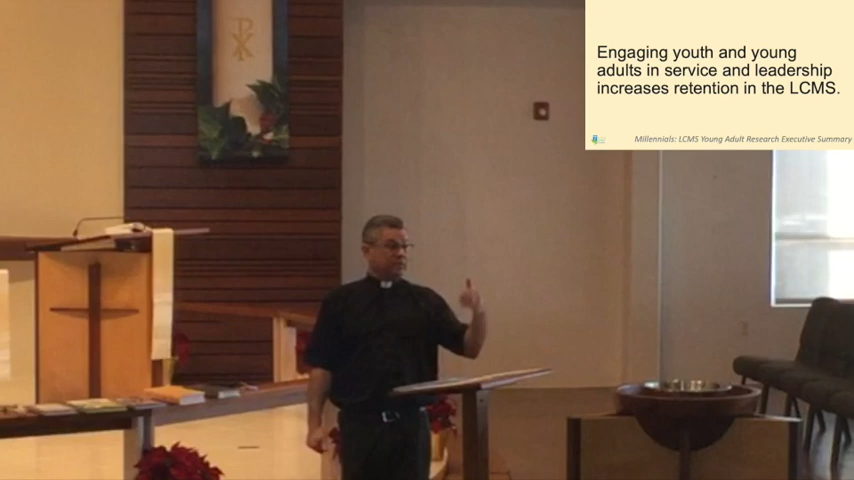 Engaging youth and young
adults in service and leadership
increases retention in the LCMS.
Millennials: LCMS Young Adult Research Executive Summary